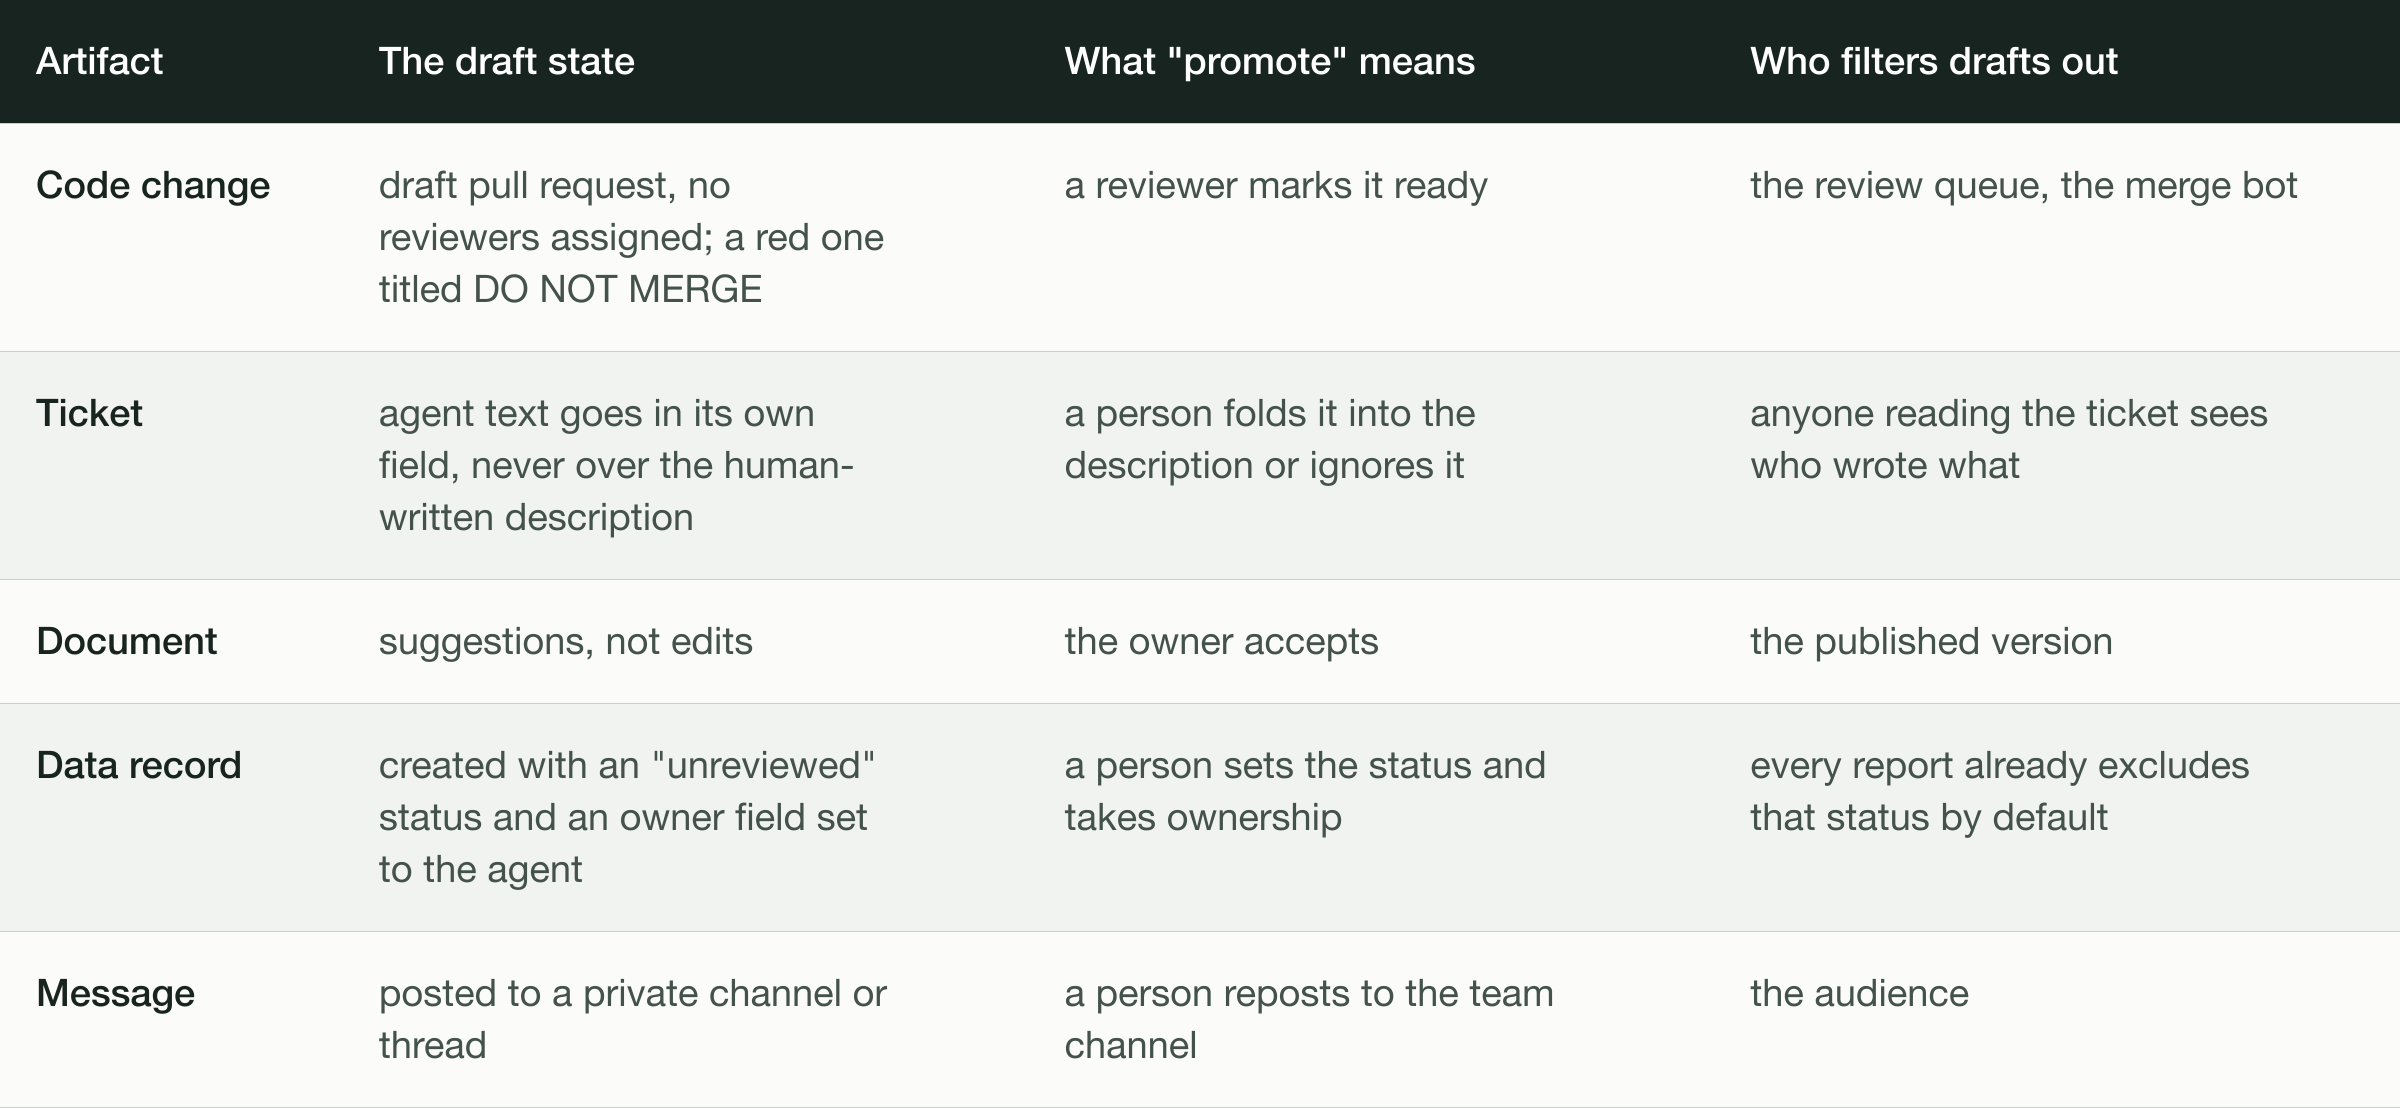 Artifact
The draft state
What "promote" means
Who filters drafts out
Code change
draft pull request, no
reviewers assigned; a red one
titled DO NOT MERGE
a reviewer marks it ready
the review queue, the merge bot
Ticket
agent text goes in its own
field, never over the human-
written description
a person folds it into the
description or ignores it
anyone reading the ticket sees
who wrote what
Document
suggestions, not edits
the owner accepts
the published version
Data record
created with an "unreviewed"
status and an owner field set
to the agent
a person sets the status and
takes ownership
every report already excludes
that status by default
Message
posted to a private channel or
thread
a person reposts to the team
channel
the audience